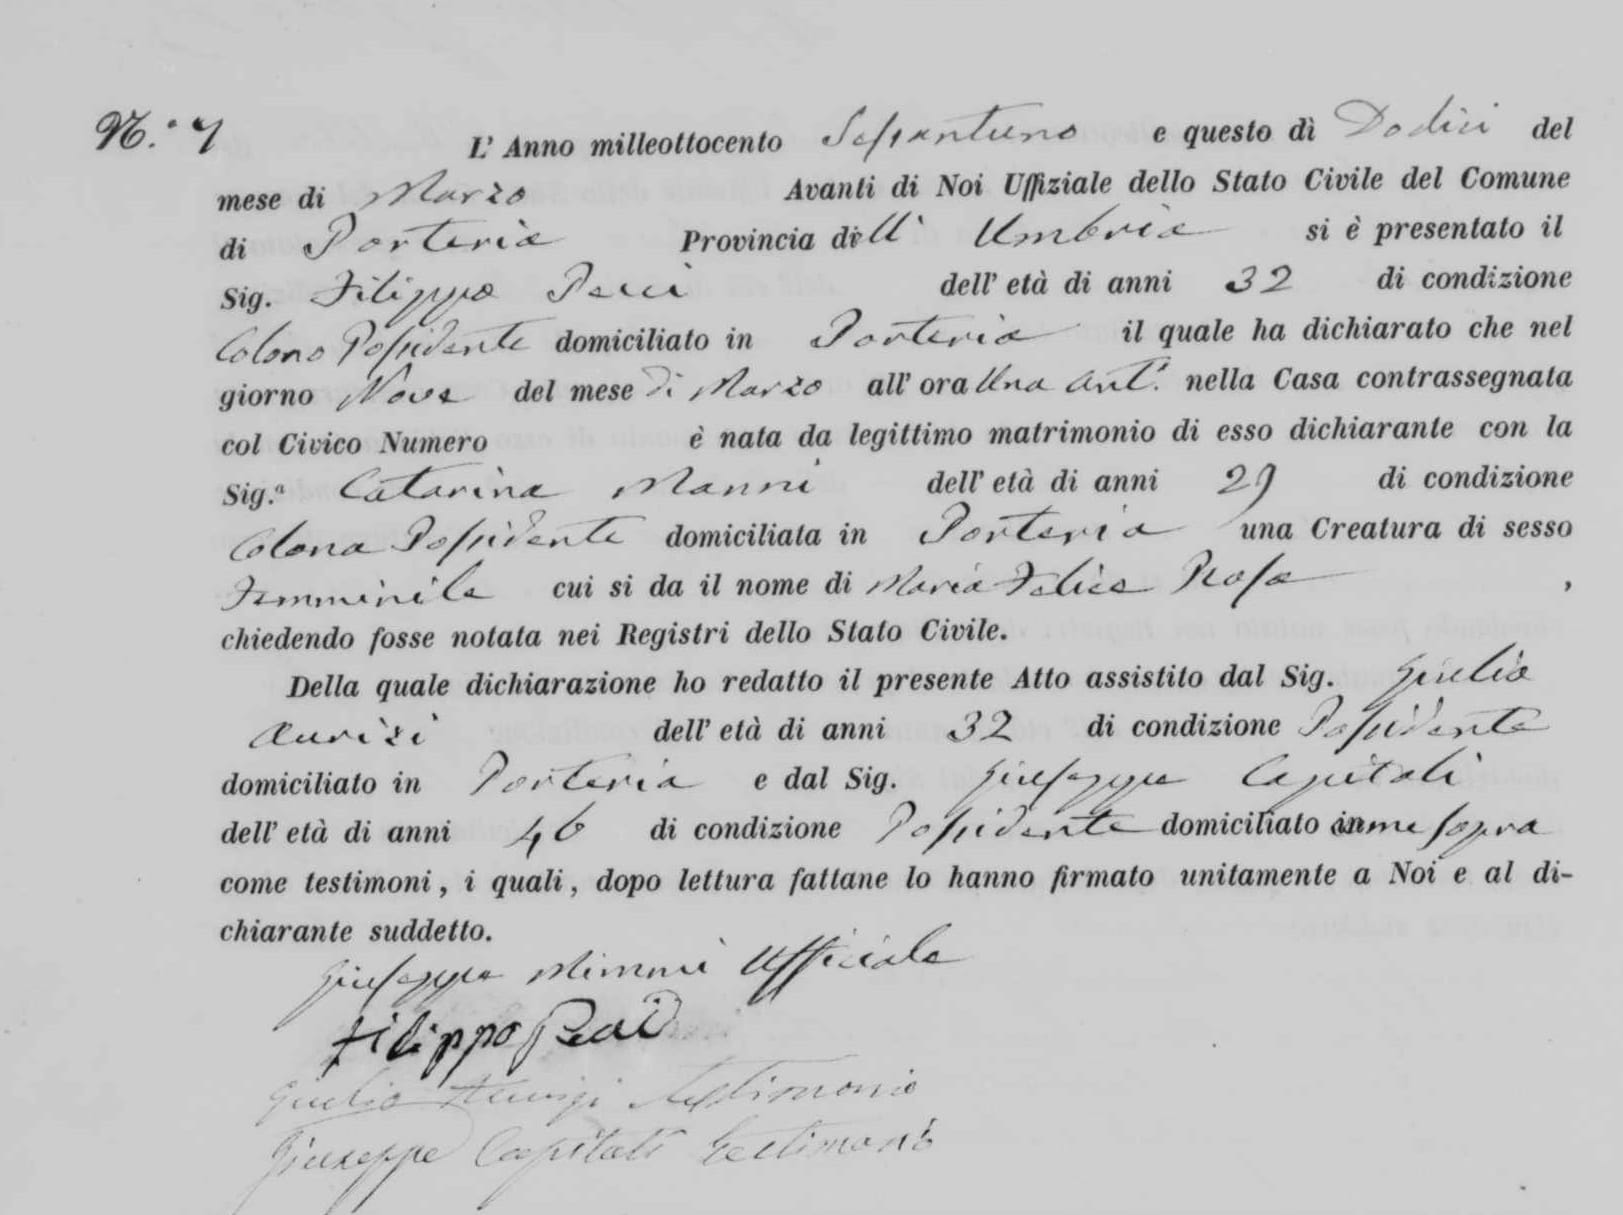 N.° 7 L' Anno milleottocento Settantuno e questo dì Dodici del
mese di Marzo Avanti di Noi Uffiziale dello Stato Civile del Comune
di Porteria Provincia dell' Umbria si è presentato il
Sig. Filippo dell' età di anni 32 di condizione
Colono Possidente domiciliato in Porteria il quale ha dichiarato che nel
giorno Nove del mese di Marzo all' ora Una Ant. nella Casa contrassegnata
col Civico Numero è nata da legittimo matrimonio di esso dichiarante con la
Sig.ª Catarina Manni dell' età di anni 29 di condizione
Colona Possidente domiciliata in Porteria una Creatura di sesso
Femminile cui si da il nome di Maria Felice Rosa ,
chiedendo fosse notata nei Registri dello Stato Civile.
Della quale dichiarazione ho redatto il presente Atto assistito dal Sig. Giulio
Aurizi dell' età di anni 32 di condizione Possidente
domiciliato in Porteria e dal Sig. Giuseppe Capitali
dell' età di anni 46 di condizione Possidente domiciliato come sopra
come testimoni, i quali, dopo lettura fattane lo hanno firmato unitamente a Noi e al di-
chiarante suddetto.
Giuseppe Mimmi Ufficiale
Filippo
Giulio Testimonio
Giuseppe Capitali Testimonio